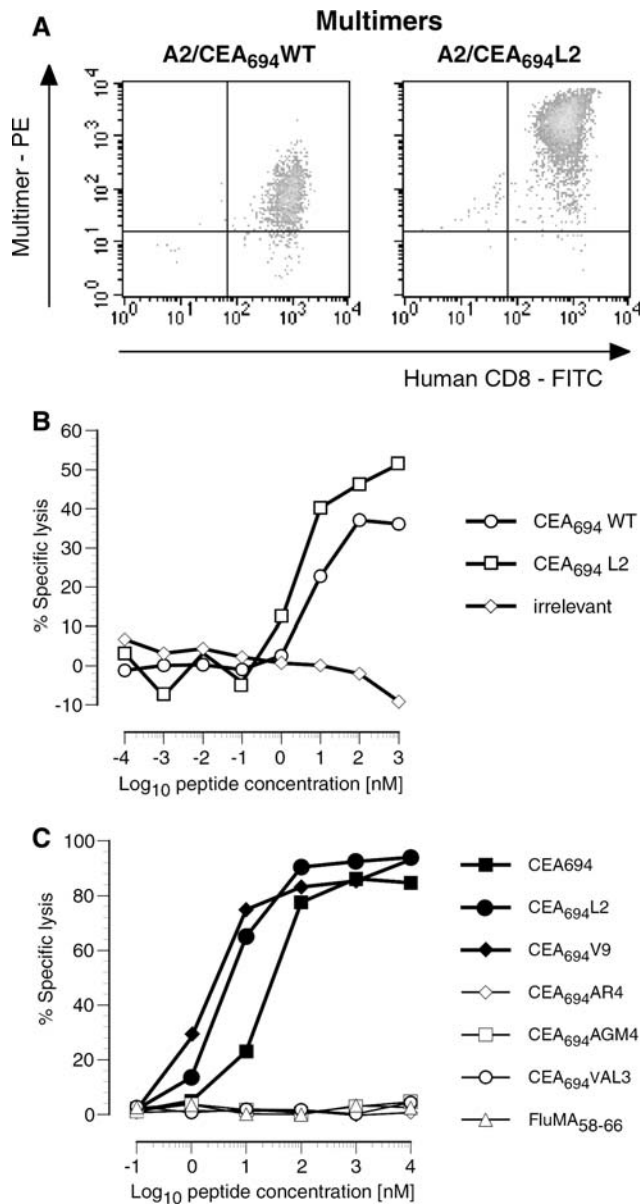 A
Multimers
A2/CEA694WT
A2/CEA694L2
Multimer - PE
10^4
10^3
10^2
10^1
10^0
10^0 10^1 10^2 10^3 10^4
10^0 10^1 10^2 10^3 10^4
Human CD8 - FITC
B
% Specific lysis
60
50
40
30
20
10
0
-10
-4 -3 -2 -1 0 1 2 3
Log10 peptide concentration [nM]
CEA694 WT
CEA694 L2
irrelevant
C
% Specific lysis
100
80
60
40
20
0
-1 0 1 2 3 4
Log10 peptide concentration [nM]
CEA694
CEA694L2
CEA694V9
CEA694AR4
CEA694AGM4
CEA694VAL3
FluMA58-66